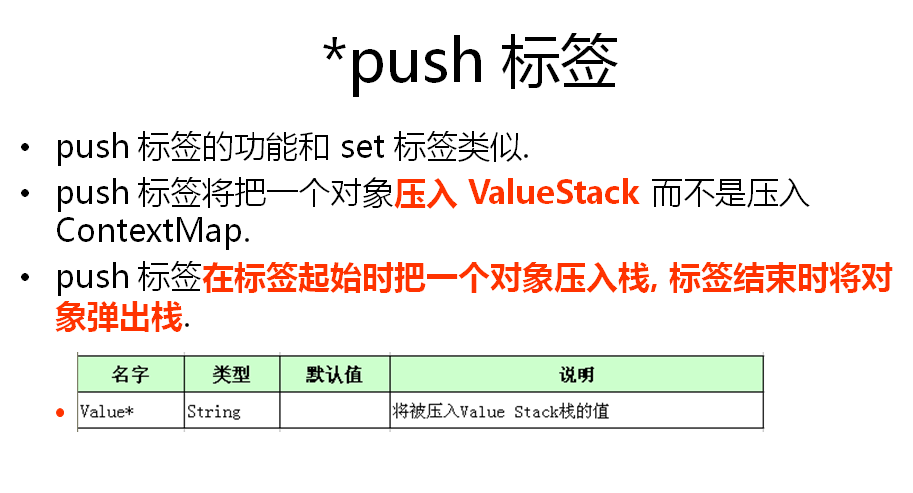 *push 标签
• push 标签的功能和 set 标签类似.
• push 标签将把一个对象压入 ValueStack 而不是压入
ContextMap.
• push 标签在标签起始时把一个对象压入栈, 标签结束时将对
象弹出栈.
名字 类型 默认值 说明
• Value* String 将被压入Value Stack栈的值